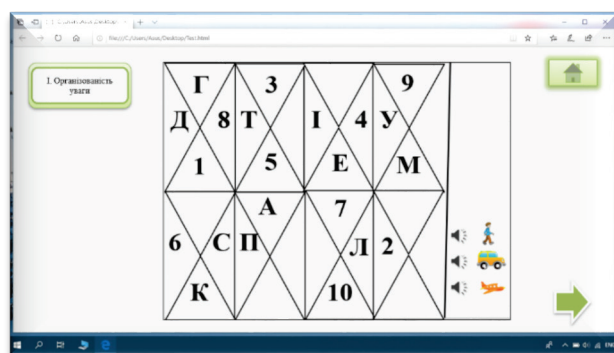 І. Організованість
уваги
Г 3 9
Д 8 Т І 4 У
1 5 Е М
А 7
6 С П Л 2
К 10